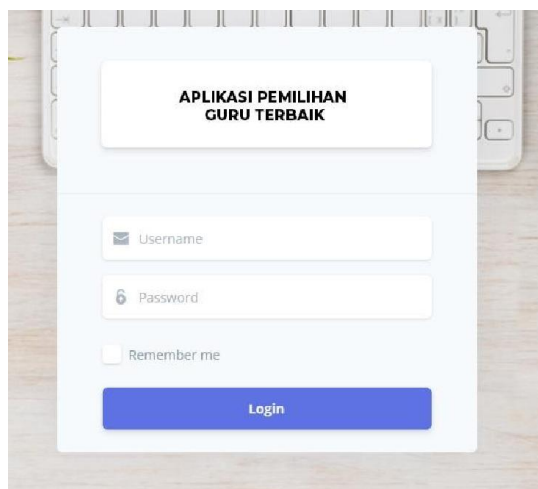 APLIKASI PEMILIHAN
GURU TERBAIK
Username
Password
Remember me
Login